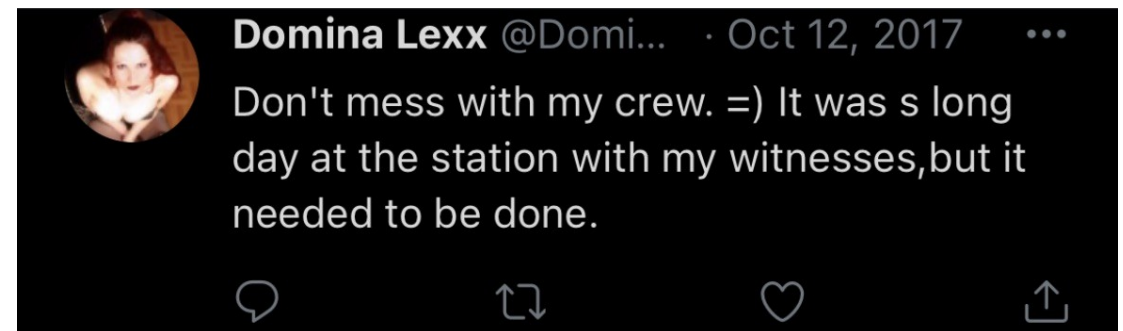 Domina Lexx @Domi... · Oct 12, 2017
Don't mess with my crew. =) It was s long
day at the station with my witnesses,but it
needed to be done.